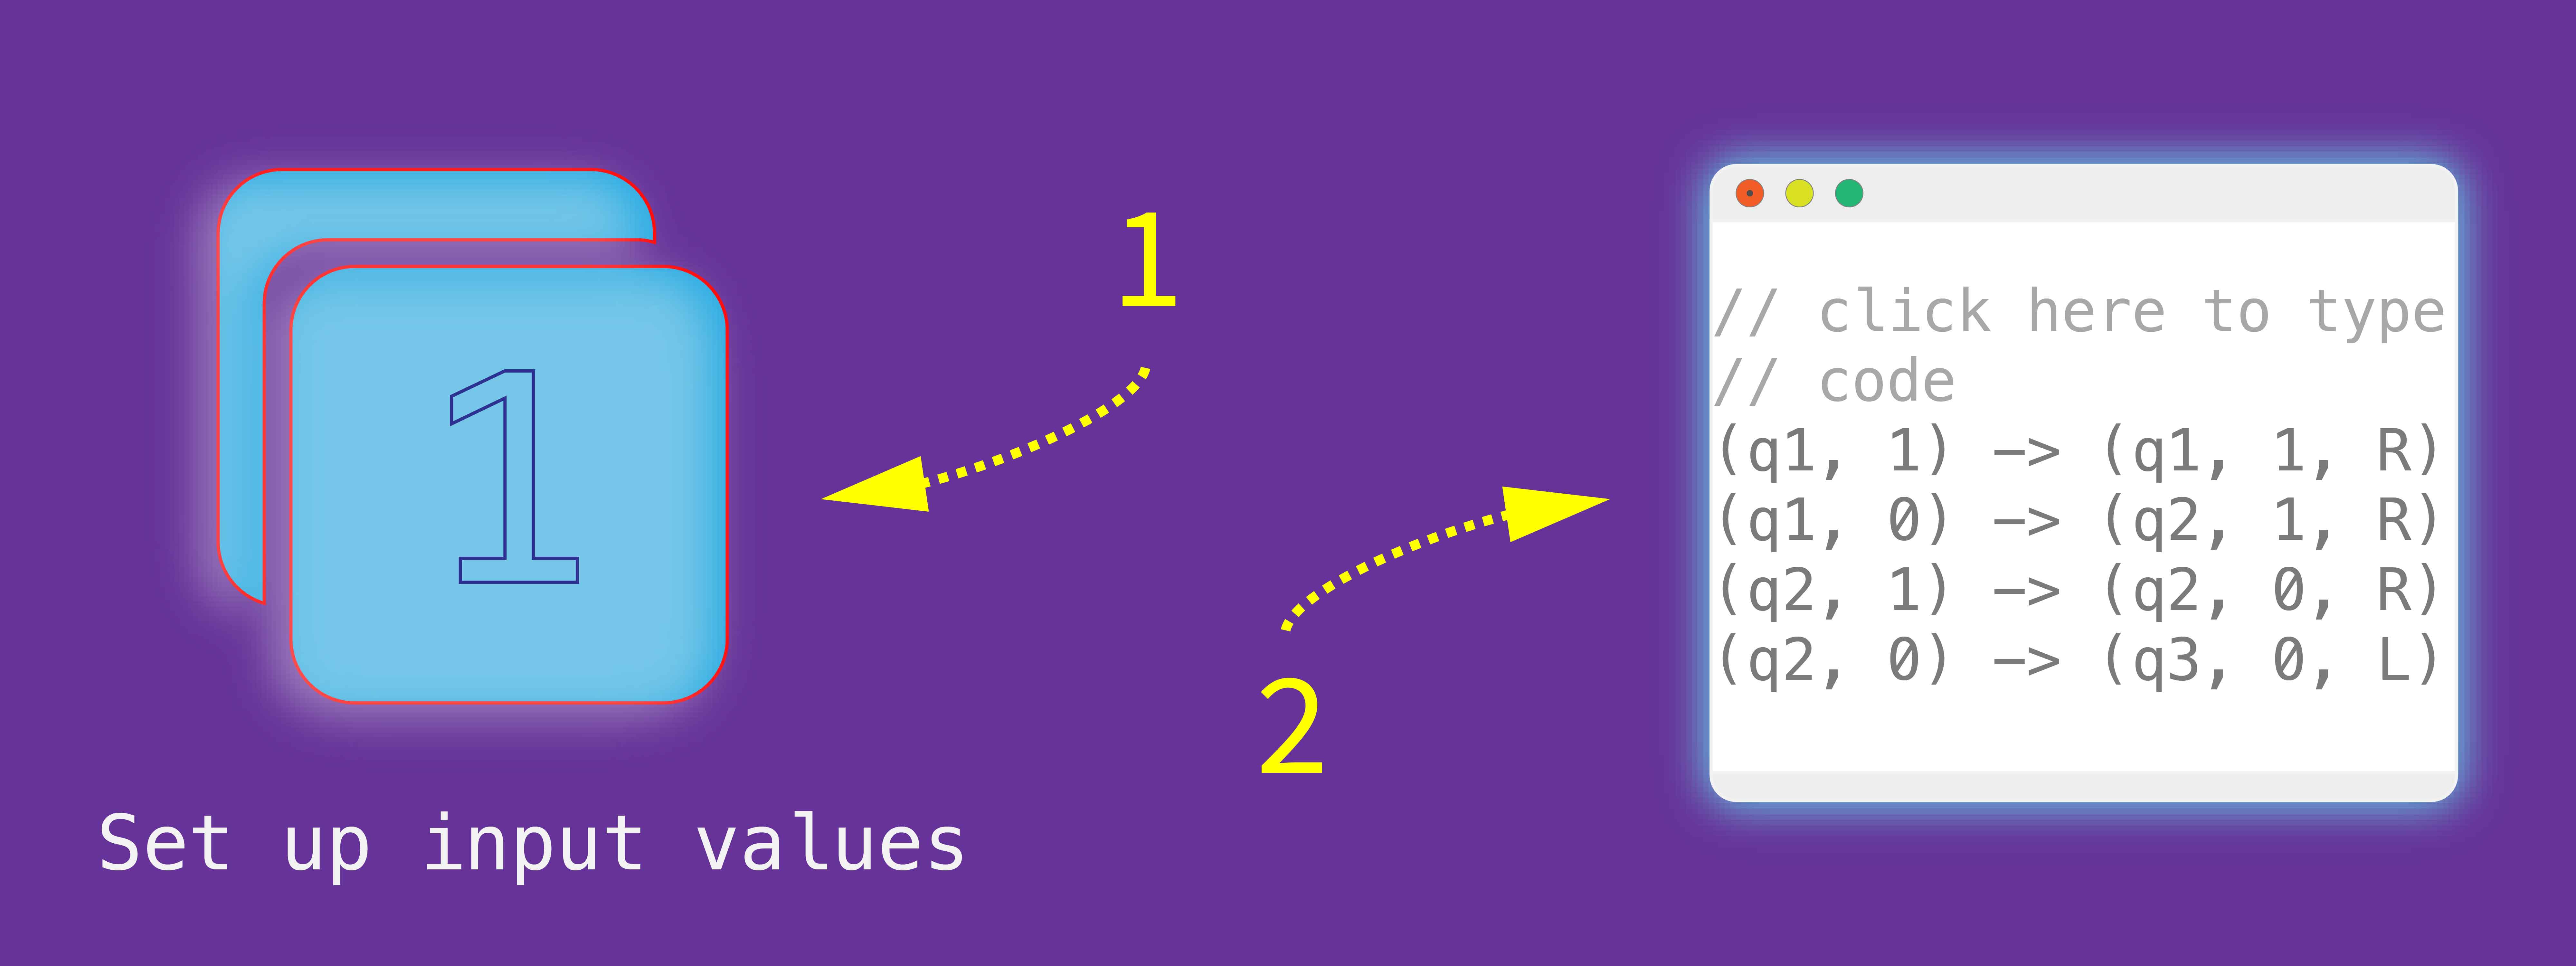 1
1
2
Set up input values
// click here to type
// code
(q1, 1) —> (q1, 1, R)
(q1, 0) —> (q2, 1, R)
(q2, 1) —> (q2, 0, R)
(q2, 0) —> (q3, 0, L)